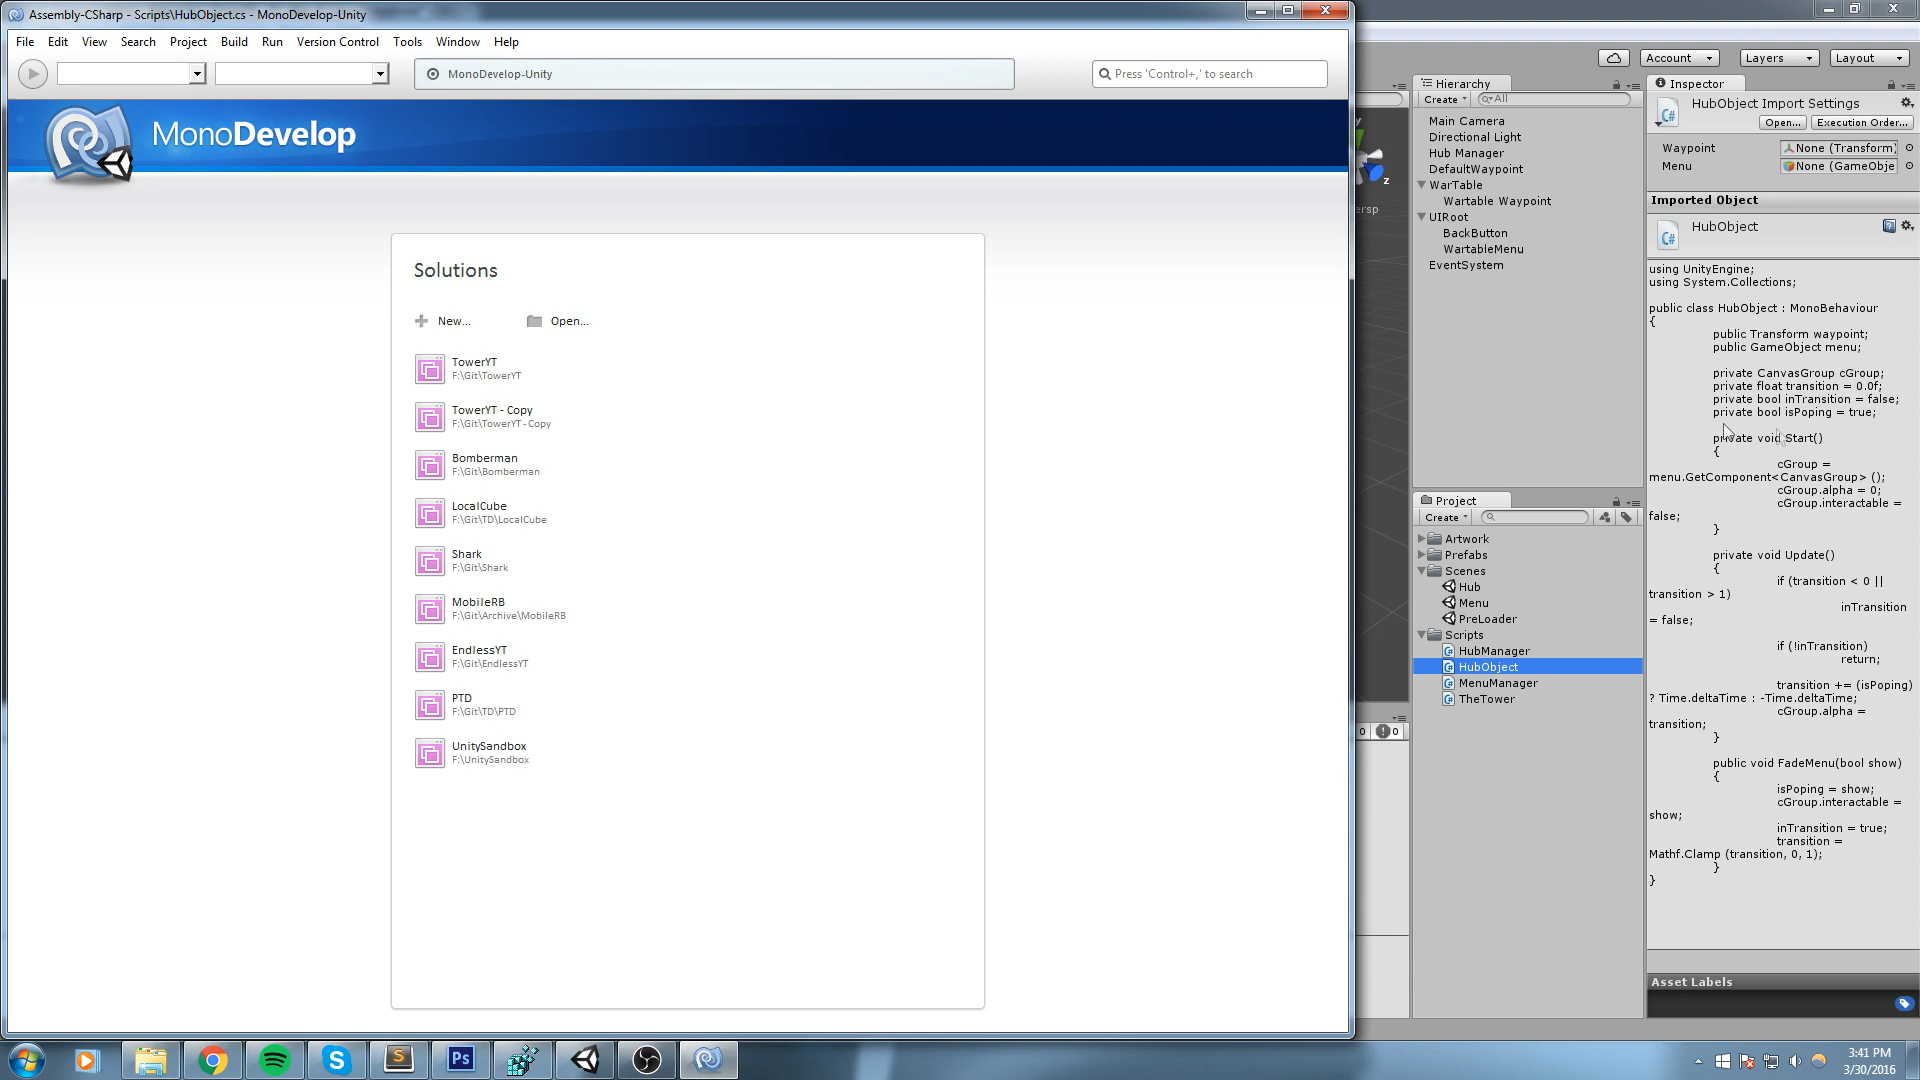 Assembly-CSharp - Scripts\HubObject.cs - MonoDevelop-Unity
File Edit View Search Project Build Run Version Control Tools Window Help
MonoDevelop-Unity
Press 'Control+,' to search
MonoDevelop
Solutions
New... Open...
TowerYT
F:\Git\TowerYT
TowerYT - Copy
F:\Git\TowerYT - Copy
Bomberman
F:\Git\Bomberman
LocalCube
F:\Git\TD\LocalCube
Shark
F:\Git\Shark
MobileRB
F:\Git\Archive\MobileRB
EndlessYT
F:\Git\EndlessYT
PTD
F:\Git\TD\PTD
UnitySandbox
F:\UnitySandbox
Account Layers Layout
y
z
ersp
0 0
Hierarchy
Create All
Main Camera
Directional Light
Hub Manager
DefaultWaypoint
WarTable
Wartable Waypoint
UIRoot
BackButton
WartableMenu
EventSystem
Project
Create
Artwork
Prefabs
Scenes
Hub
Menu
PreLoader
Scripts
HubManager
HubObject
MenuManager
TheTower
Inspector
HubObject Import Settings
Open... Execution Order...
Waypoint None (Transform)
Menu None (GameObje
Imported Object
HubObject
using UnityEngine;
using System.Collections;
public class HubObject : MonoBehaviour
{
public Transform waypoint;
public GameObject menu;
private CanvasGroup cGroup;
private float transition = 0.0f;
private bool inTransition = false;
private bool isPoping = true;
private void Start()
{
cGroup =
menu.GetComponent<CanvasGroup> ();
cGroup.alpha = 0;
cGroup.interactable =
false;
}
private void Update()
{
if (transition < 0 ||
transition > 1)
inTransition
= false;
if (!inTransition)
return;
transition += (isPoping)
? Time.deltaTime : -Time.deltaTime;
cGroup.alpha =
transition;
}
public void FadeMenu(bool show)
{
isPoping = show;
cGroup.interactable =
show;
inTransition = true;
transition =
Mathf.Clamp (transition, 0, 1);
}
}
Asset Labels
Ps
3:41 PM
3/30/2016